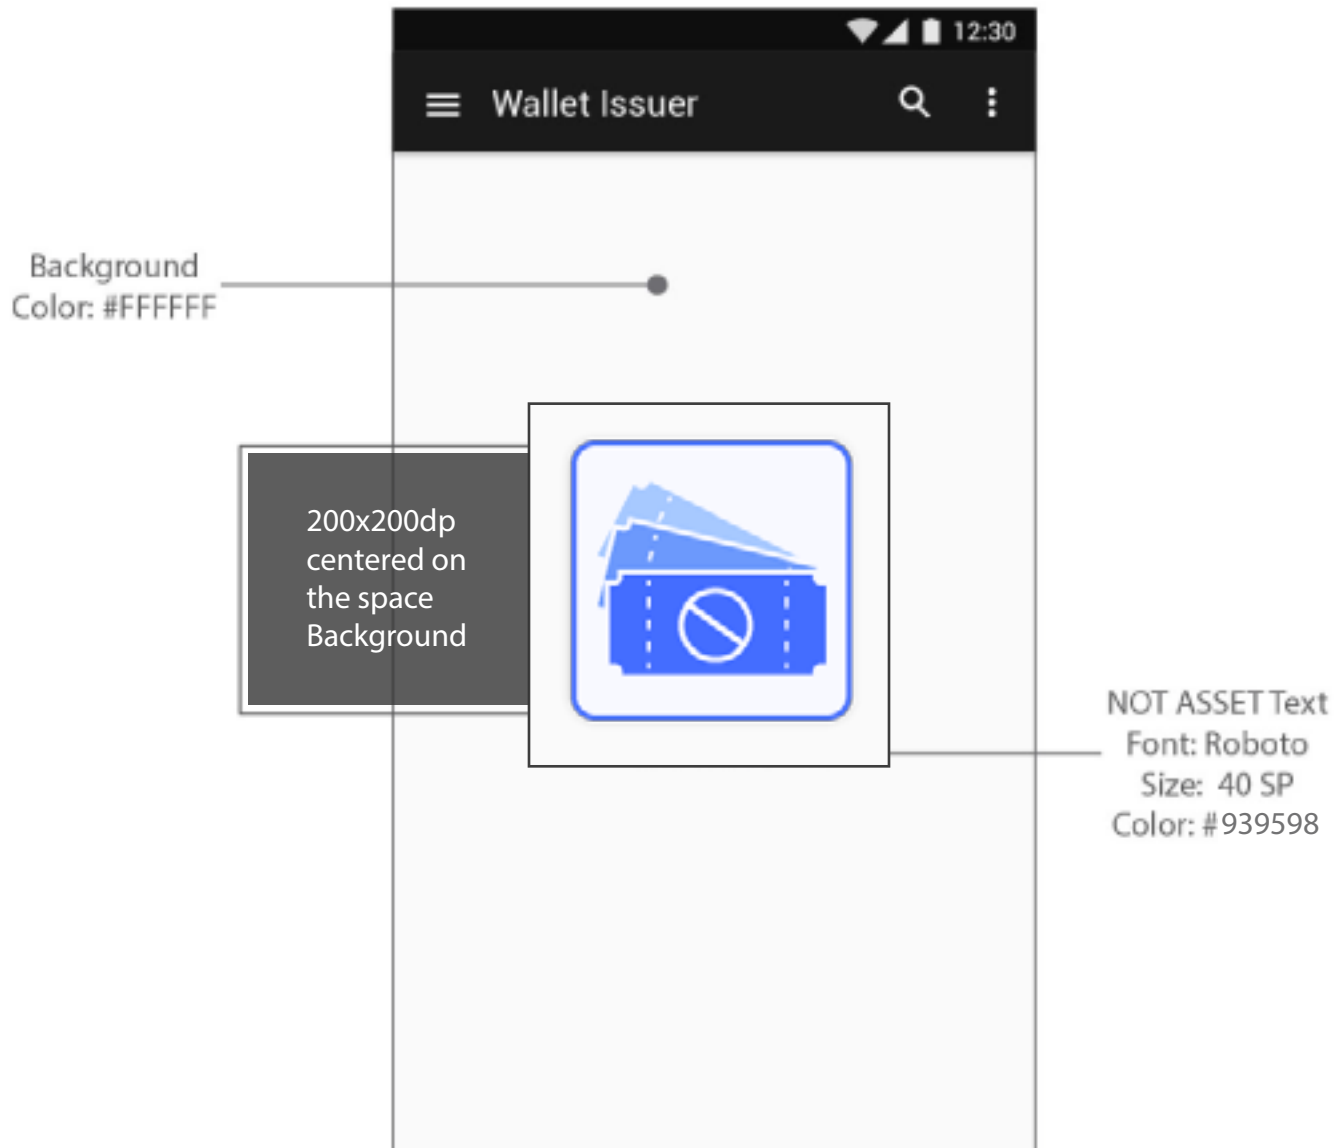 12:30
Wallet Issuer
Background
Color: #FFFFFF
200x200dp
centered on
the space
Background
NOT ASSET Text
Font: Roboto
Size: 40 SP
Color: #939598